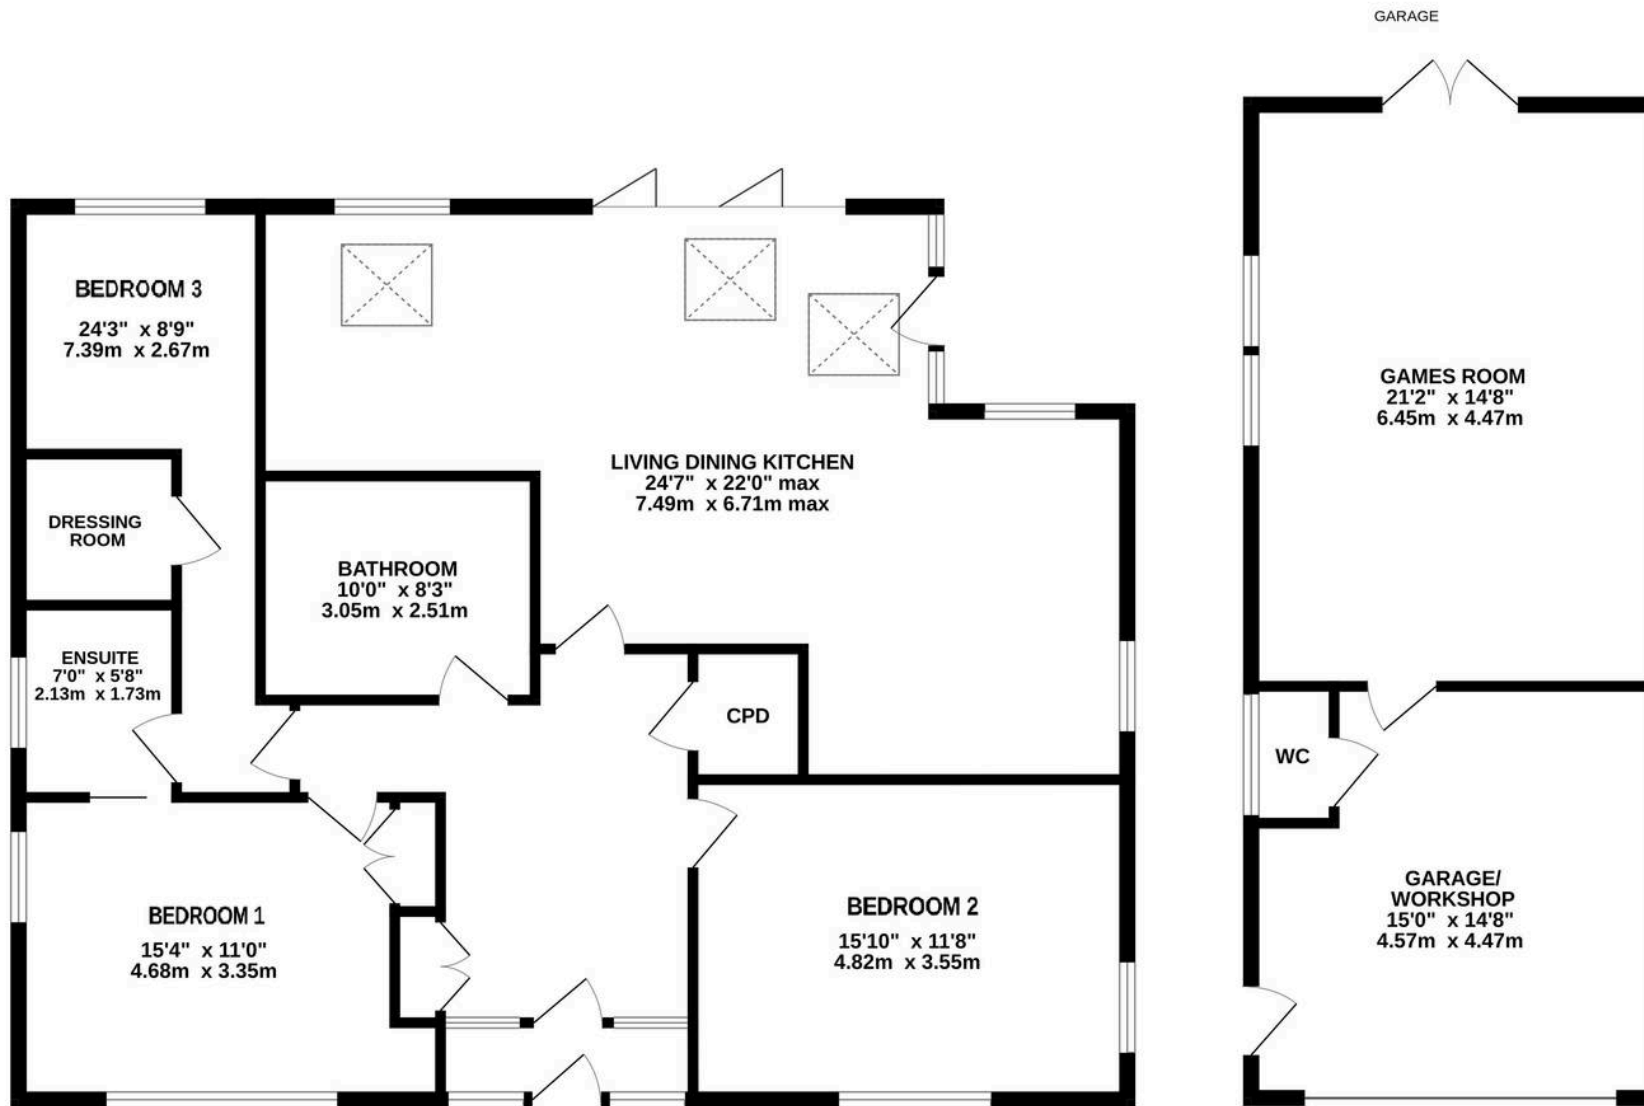 GARAGE
BEDROOM 3
24'3" x 8'9"
7.39m x 2.67m
DRESSING
ROOM
ENSUITE
7'0" x 5'8"
2.13m x 1.73m
BATHROOM
10'0" x 8'3"
3.05m x 2.51m
LIVING DINING KITCHEN
24'7" x 22'0" max
7.49m x 6.71m max
CPD
BEDROOM 1
15'4" x 11'0"
4.68m x 3.35m
BEDROOM 2
15'10" x 11'8"
4.82m x 3.55m
GAMES ROOM
21'2" x 14'8"
6.45m x 4.47m
WC
GARAGE/
WORKSHOP
15'0" x 14'8"
4.57m x 4.47m